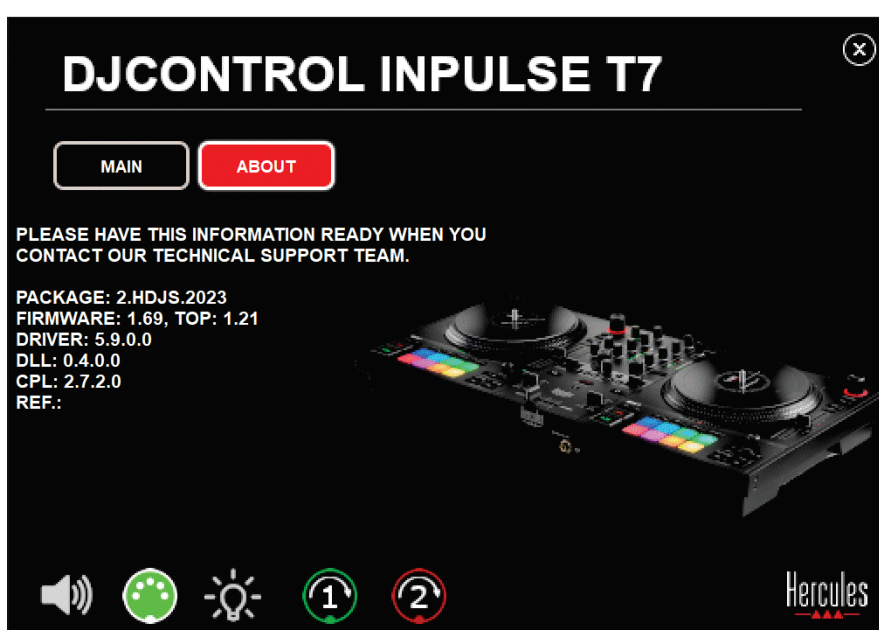 DJCONTROL INPULSE T7
MAIN
ABOUT
PLEASE HAVE THIS INFORMATION READY WHEN YOU
CONTACT OUR TECHNICAL SUPPORT TEAM.
PACKAGE: 2.HDJS.2023
FIRMWARE: 1.69, TOP: 1.21
DRIVER: 5.9.0.0
DLL: 0.4.0.0
CPL: 2.7.2.0
REF.:
1
2
Hercules